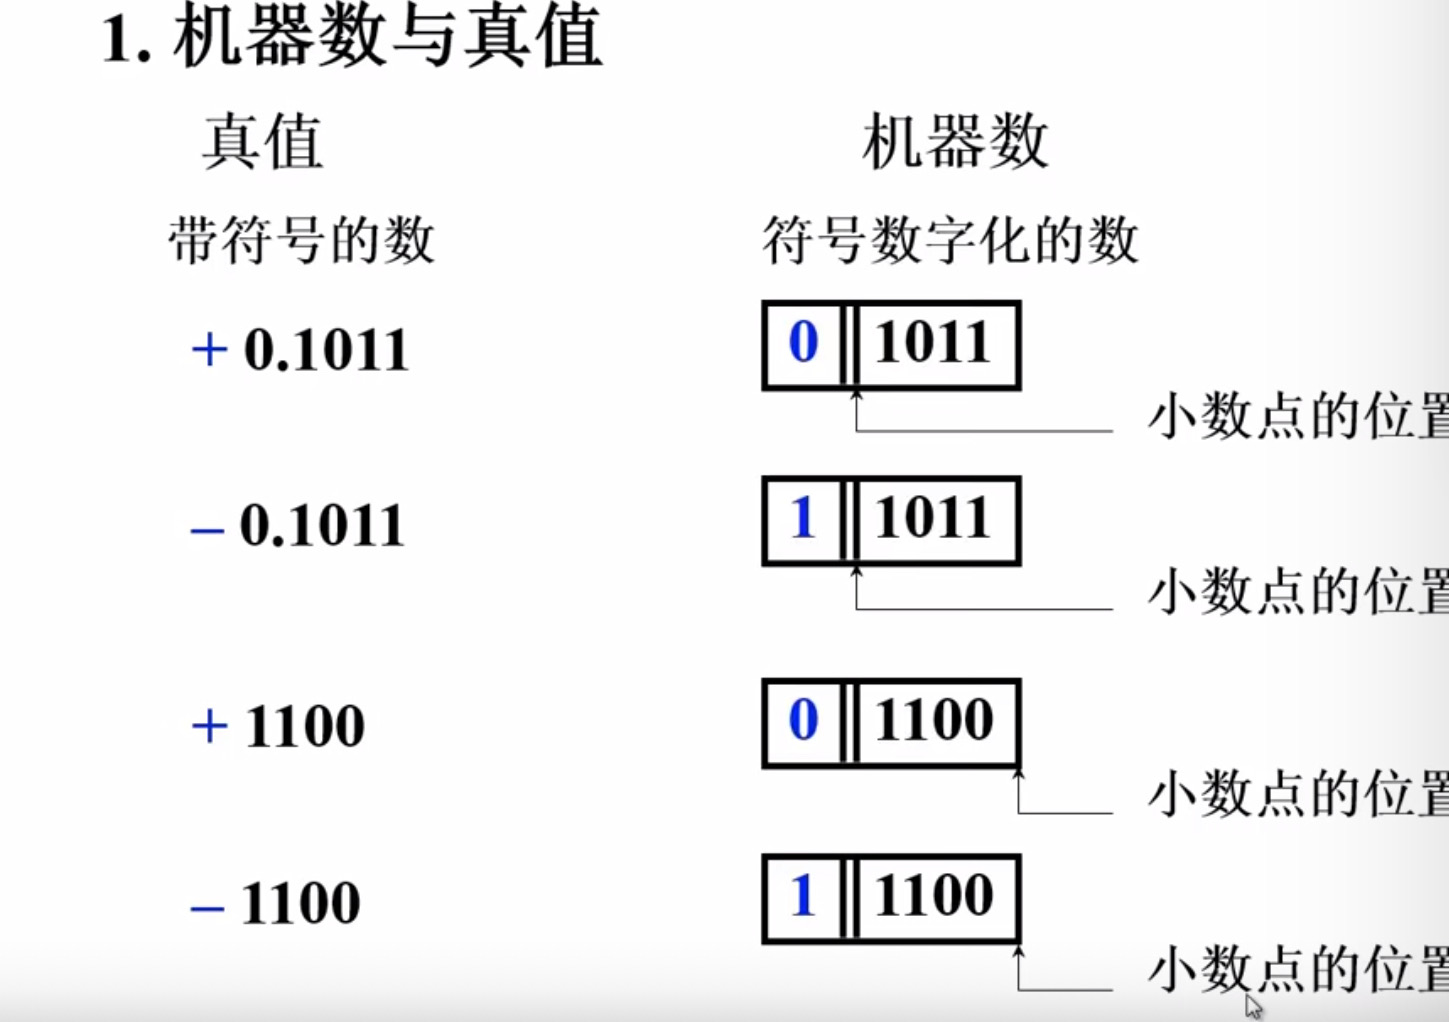 1. 机器数与真值
真值 机器数
带符号的数 符号数字化的数
+ 0.1011 0 1011
小数点的位置
– 0.1011 1 1011
小数点的位置
+ 1100 0 1100
小数点的位置
– 1100 1 1100
小数点的位置